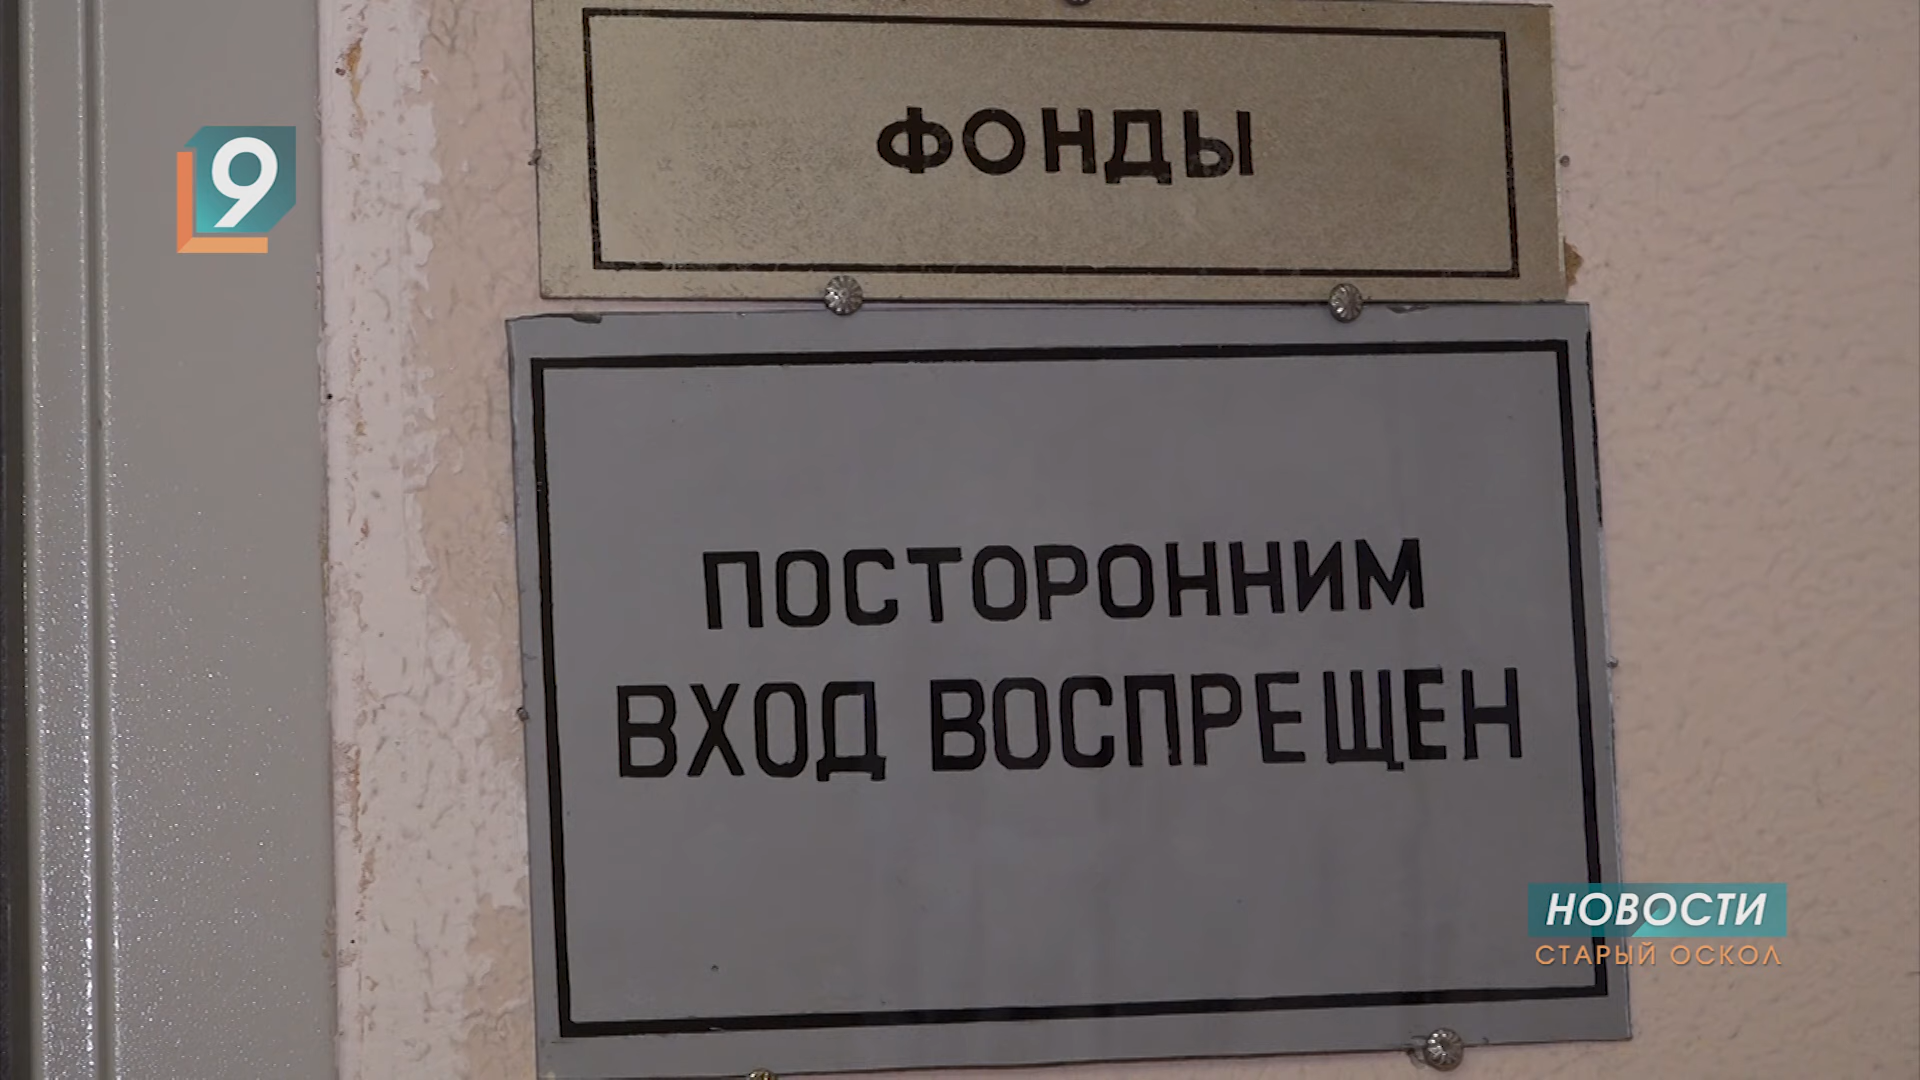 9
ФОНДЫ
ПОСТОРОННИМ
ВХОД ВОСПРЕЩЕН
НОВОСТИ
СТАРЫЙ ОСКОЛ